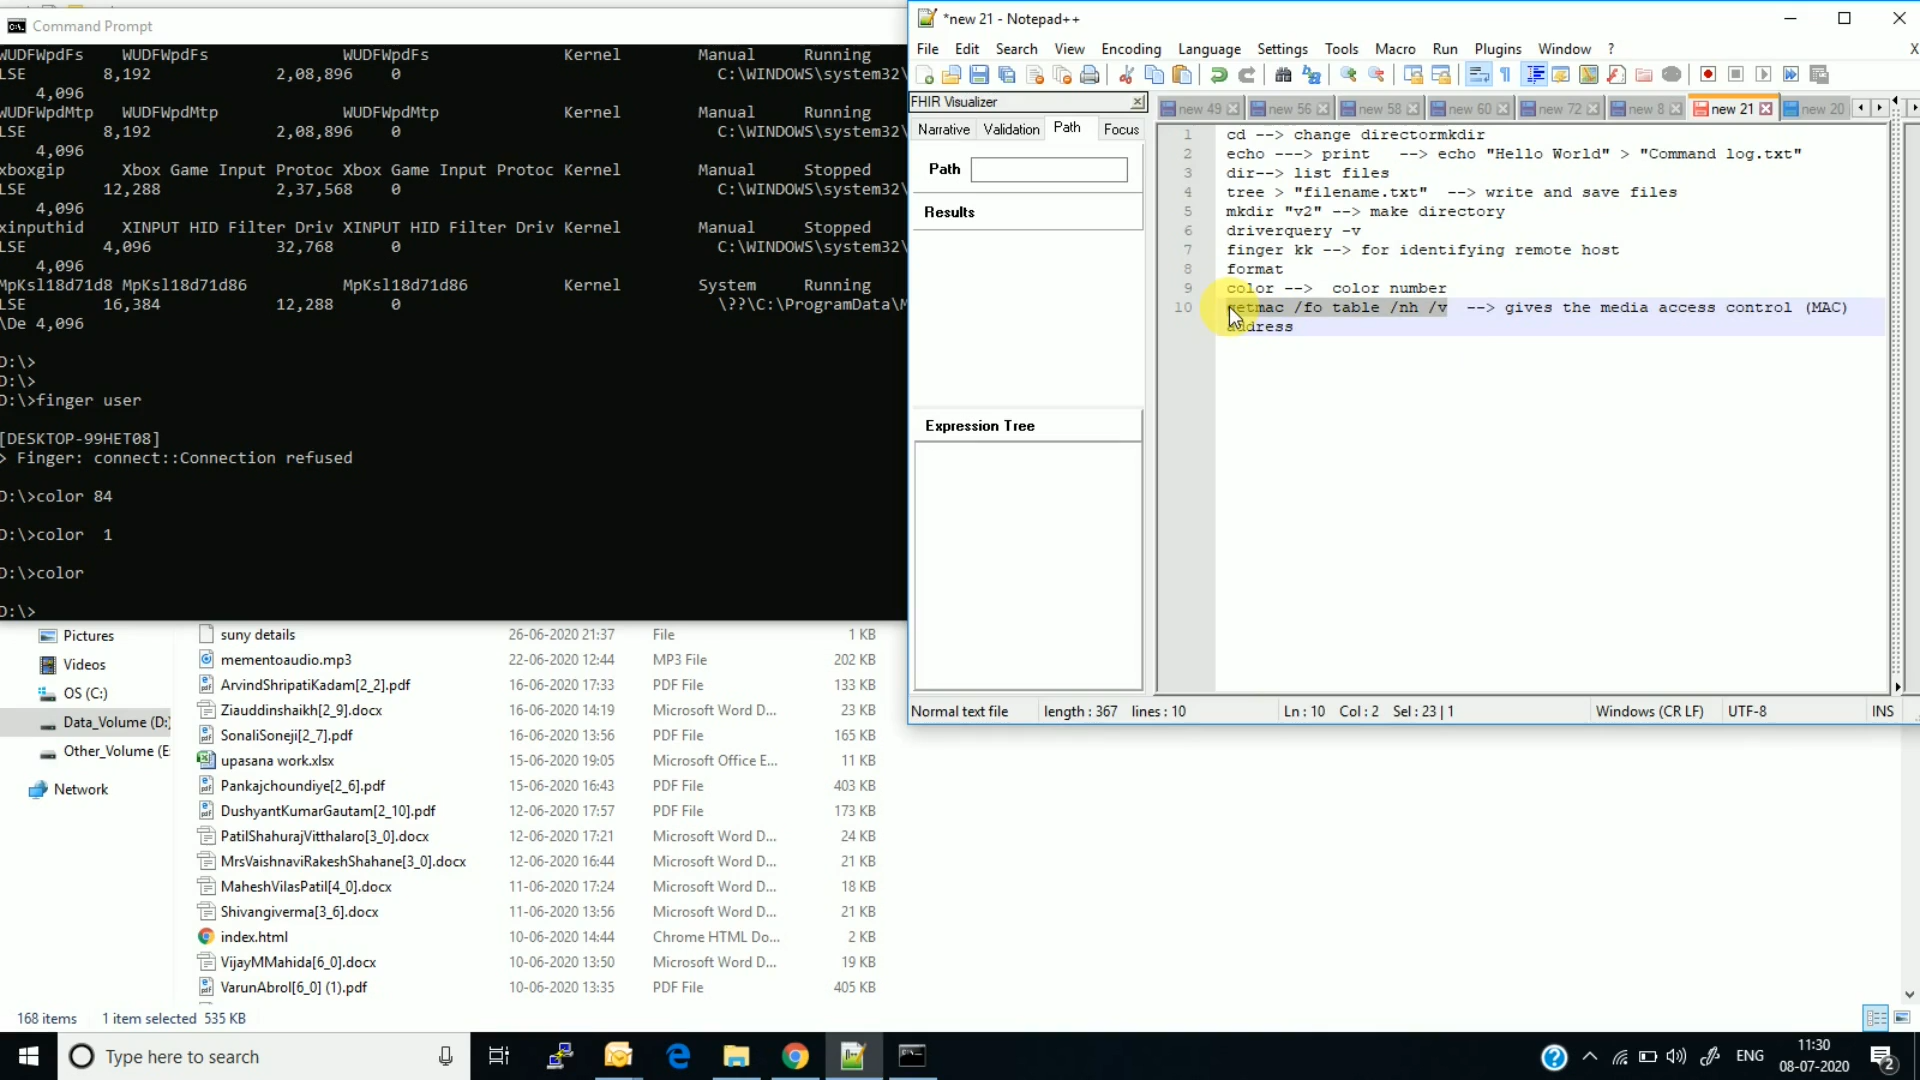 Command Prompt
WUDFWpdFs WUDFWpdFs WUDFWpdFs Kernel Manual Running
LSE 8,192 2,08,896 0 C:\WINDOWS\system32\
4,096
WUDFWpdMtp WUDFWpdMtp WUDFWpdMtp Kernel Manual Running
LSE 8,192 2,08,896 0 C:\WINDOWS\system32\
4,096
xboxgip Xbox Game Input Protoc Xbox Game Input Protoc Kernel Manual Stopped
LSE 12,288 2,37,568 0 C:\WINDOWS\system32\
4,096
xinputhid XINPUT HID Filter Driv XINPUT HID Filter Driv Kernel Manual Stopped
LSE 4,096 32,768 0 C:\WINDOWS\system32\
4,096
MpKsl18d71d8 MpKsl18d71d86 MpKsl18d71d86 Kernel System Running
LSE 16,384 12,288 0 \??\C:\ProgramData\M
\De 4,096
D:\>
D:\>
D:\>finger user
[DESKTOP-99HET08]
> Finger: connect::Connection refused
D:\>color 84
D:\>color  1
D:\>color
D:\>
*new 21 - Notepad++
File Edit Search View Encoding Language Settings Tools Macro Run Plugins Window ? X
FHIR Visualizer
Narrative Validation Path Focus
Path
Results
Expression Tree
new 49 new 56 new 58 new 60 new 72 new 8 new 21 new 20
1 cd --> change directormkdir
2 echo ---> print --> echo "Hello World" > "Command log.txt"
3 dir--> list files
4 tree > "filename.txt" --> write and save files
5 mkdir "v2" --> make directory
6 driverquery -v
7 finger kk --> for identifying remote host
8 format
9 color --> color number
10 getmac /fo table /nh /v --> gives the media access control (MAC)
address
Normal text file length : 367 lines : 10 Ln : 10 Col : 2 Sel : 23 | 1 Windows (CR LF) UTF-8 INS
Pictures
Videos
OS (C:)
Data_Volume (D:)
Other_Volume (E
Network
suny details 26-06-2020 21:37 File 1 KB
mementoaudio.mp3 22-06-2020 12:44 MP3 File 202 KB
ArvindShripatiKadam[2_2].pdf 16-06-2020 17:33 PDF File 133 KB
Ziauddinshaikh[2_9].docx 16-06-2020 14:19 Microsoft Word D... 23 KB
SonaliSoneji[2_7].pdf 16-06-2020 13:56 PDF File 165 KB
upasana work.xlsx 15-06-2020 19:05 Microsoft Office E... 11 KB
Pankajchoundiye[2_6].pdf 15-06-2020 16:43 PDF File 403 KB
DushyantKumarGautam[2_10].pdf 12-06-2020 17:57 PDF File 173 KB
PatilShahurajVitthalaro[3_0].docx 12-06-2020 17:21 Microsoft Word D... 24 KB
MrsVaishnaviRakeshShahane[3_0].docx 12-06-2020 16:44 Microsoft Word D... 21 KB
MaheshVilasPatil[4_0].docx 11-06-2020 17:24 Microsoft Word D... 18 KB
Shivangiverma[3_6].docx 11-06-2020 13:56 Microsoft Word D... 21 KB
index.html 10-06-2020 14:44 Chrome HTML Do... 2 KB
VijayMMahida[6_0].docx 10-06-2020 13:50 Microsoft Word D... 19 KB
VarunAbrol[6_0] (1).pdf 10-06-2020 13:35 PDF File 405 KB
168 items 1 item selected 535 KB
Type here to search
ENG
11:30
08-07-2020
2